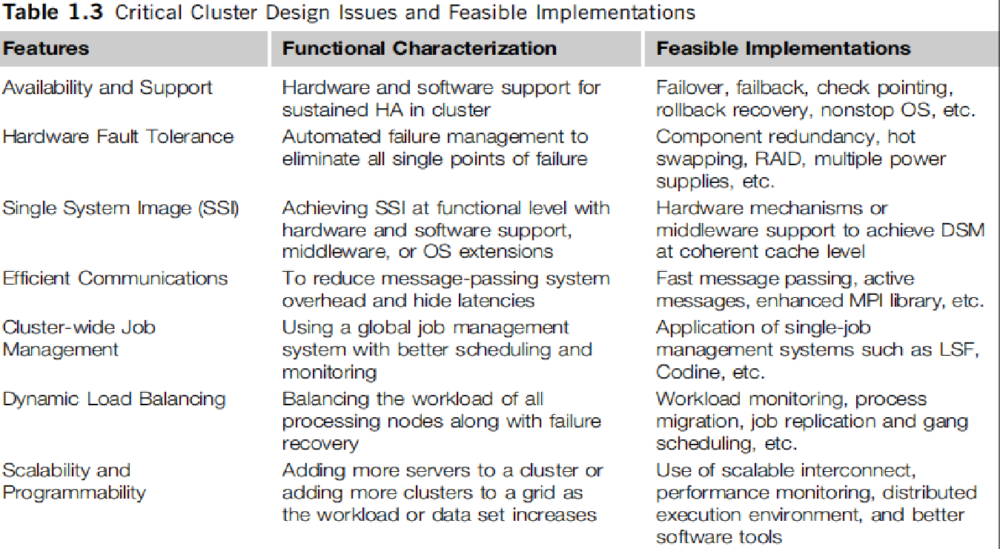 Table 1.3 Critical Cluster Design Issues and Feasible Implementations
Features Functional Characterization Feasible Implementations
Availability and Support Hardware and software support for Failover, failback, check pointing,
sustained HA in cluster rollback recovery, nonstop OS, etc.
Hardware Fault Tolerance Automated failure management to Component redundancy, hot
eliminate all single points of failure swapping, RAID, multiple power
supplies, etc.
Single System Image (SSI) Achieving SSI at functional level with Hardware mechanisms or
hardware and software support, middleware support to achieve DSM
middleware, or OS extensions at coherent cache level
Efficient Communications To reduce message-passing system Fast message passing, active
overhead and hide latencies messages, enhanced MPI library, etc.
Cluster-wide Job Using a global job management Application of single-job
Management system with better scheduling and management systems such as LSF,
monitoring Codine, etc.
Dynamic Load Balancing Balancing the workload of all Workload monitoring, process
processing nodes along with failure migration, job replication and gang
recovery scheduling, etc.
Scalability and Adding more servers to a cluster or Use of scalable interconnect,
Programmability adding more clusters to a grid as performance monitoring, distributed
the workload or data set increases execution environment, and better
software tools